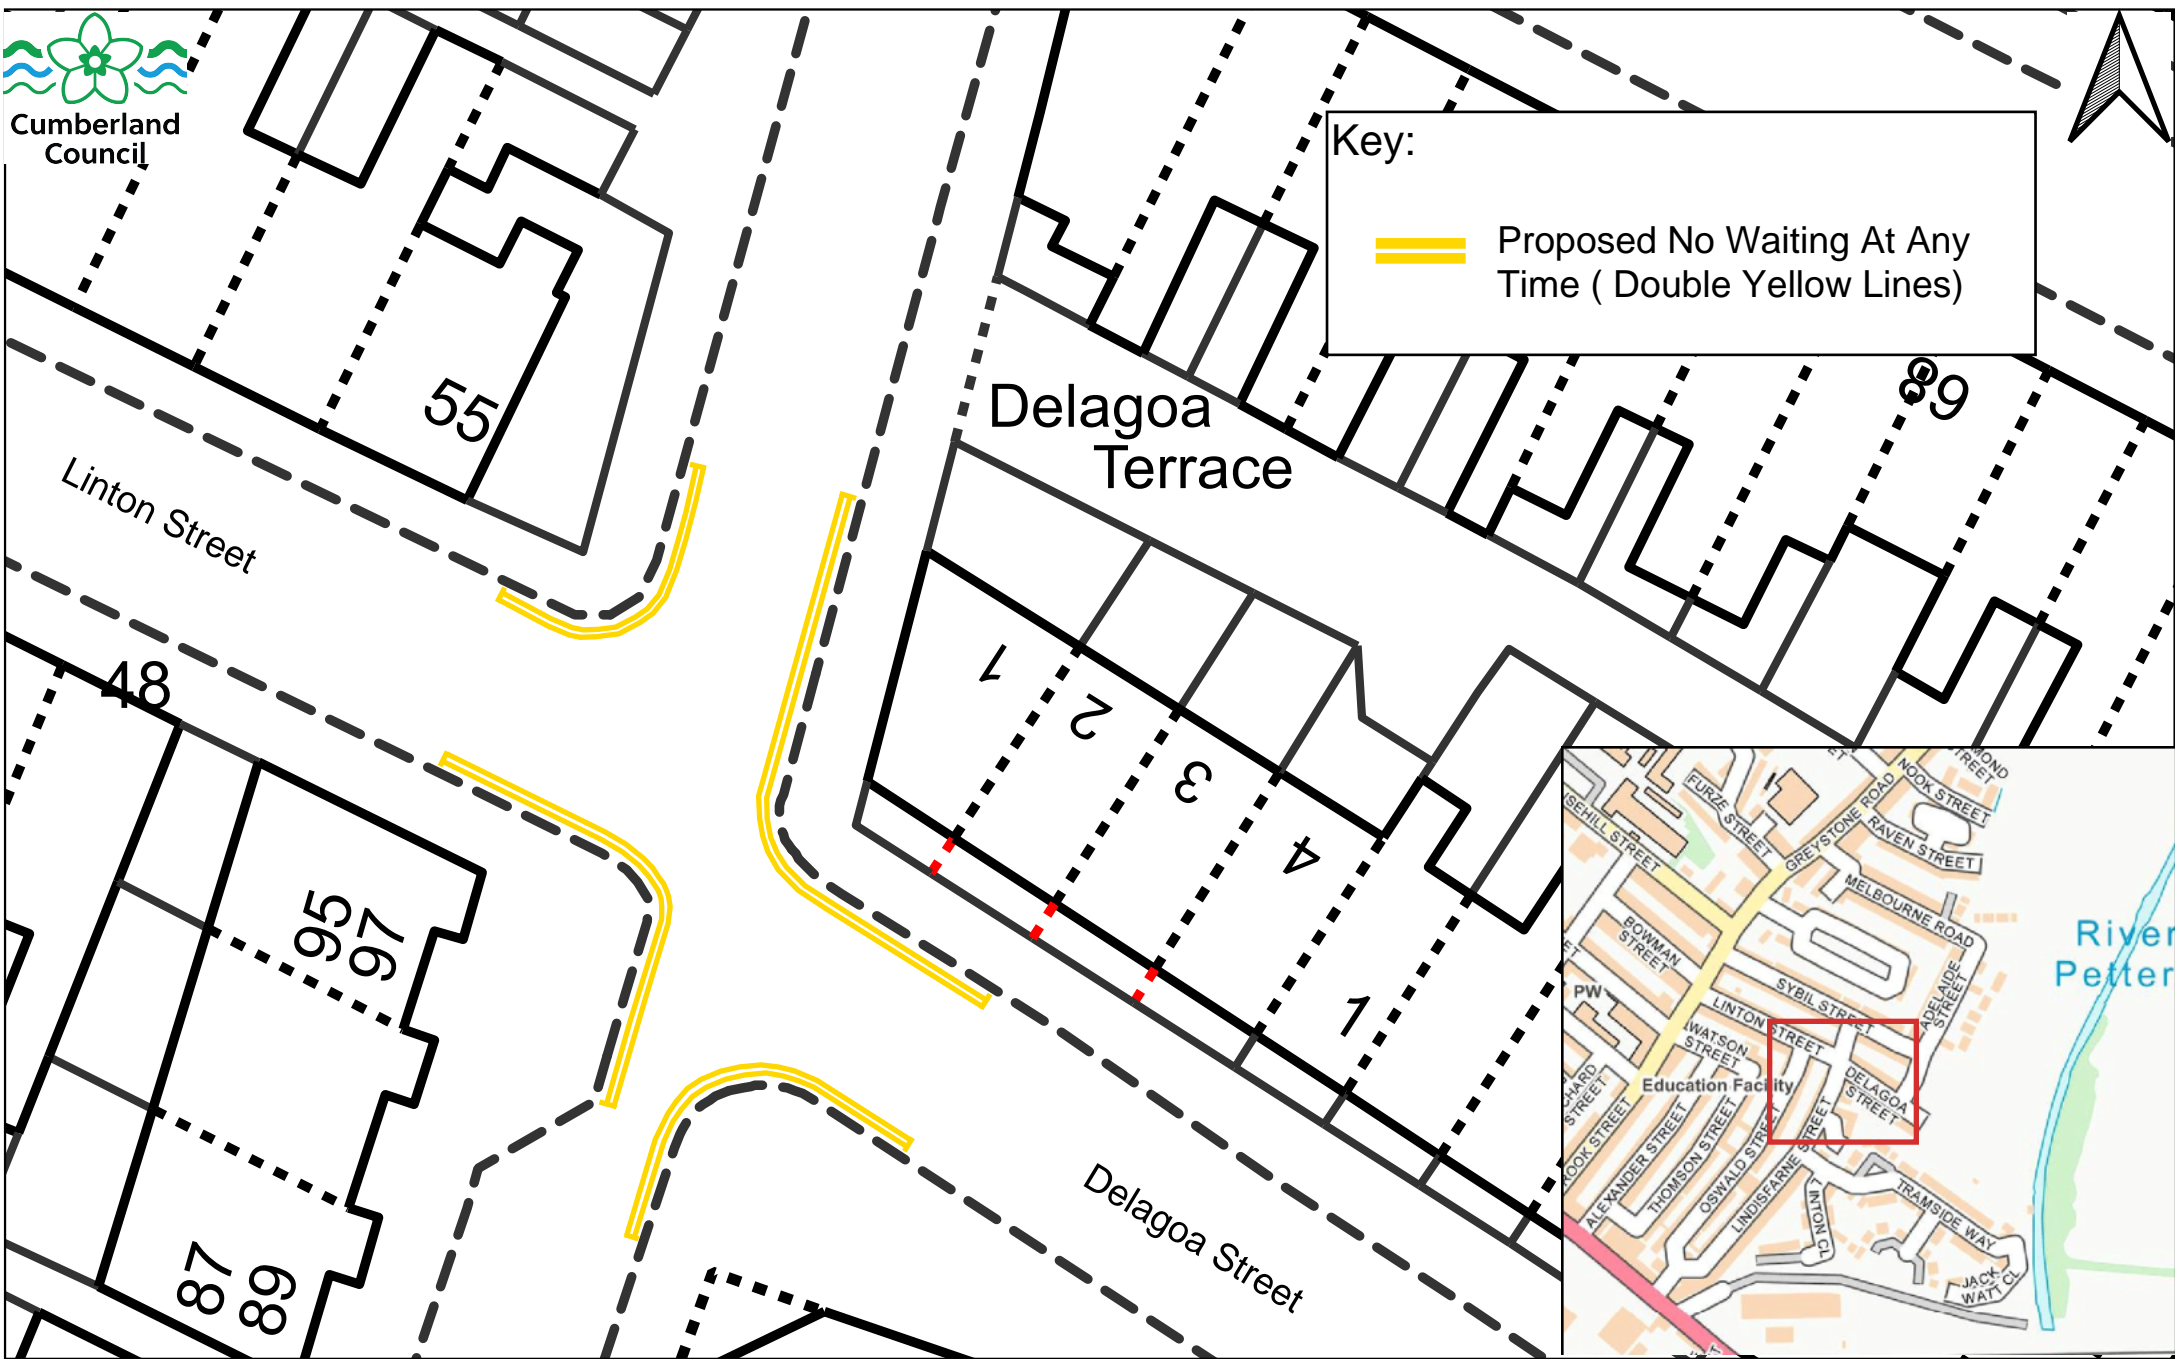 Cumberland
Council
Key:
Proposed No Waiting At Any
Time ( Double Yellow Lines)
89
Delagoa
Terrace
55
Linton Street
48
1
2
3
4
1
95
97
87
89
Delagoa Street
FURZE STREET
GREYSTONE ROAD
NOOK STREET
STREET
RAVEN STREET
MELBOURNE ROAD
BOWMAN
STREET
River
PW
SYBIL STREET
ADELAIDE
STREET
LINTON STREET
WATSON
STREET
Education Facility
DELAGOA
STREET
STREET
ALEXANDER STREET
THOMSON STREET
OSWALD STREET
LINDISFARNE STREET
TRAMSIDE WAY
JACK
WATT CL